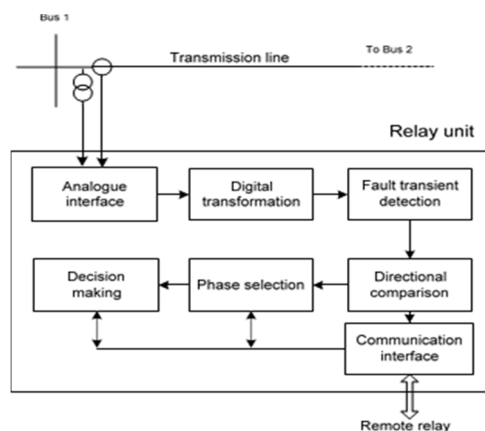 Bus 1
Transmission line
To Bus 2
Relay unit
Analogue
interface
Digital
transformation
Fault transient
detection
Decision
making
Phase selection
Directional
comparison
Communication
interface
Remote relay